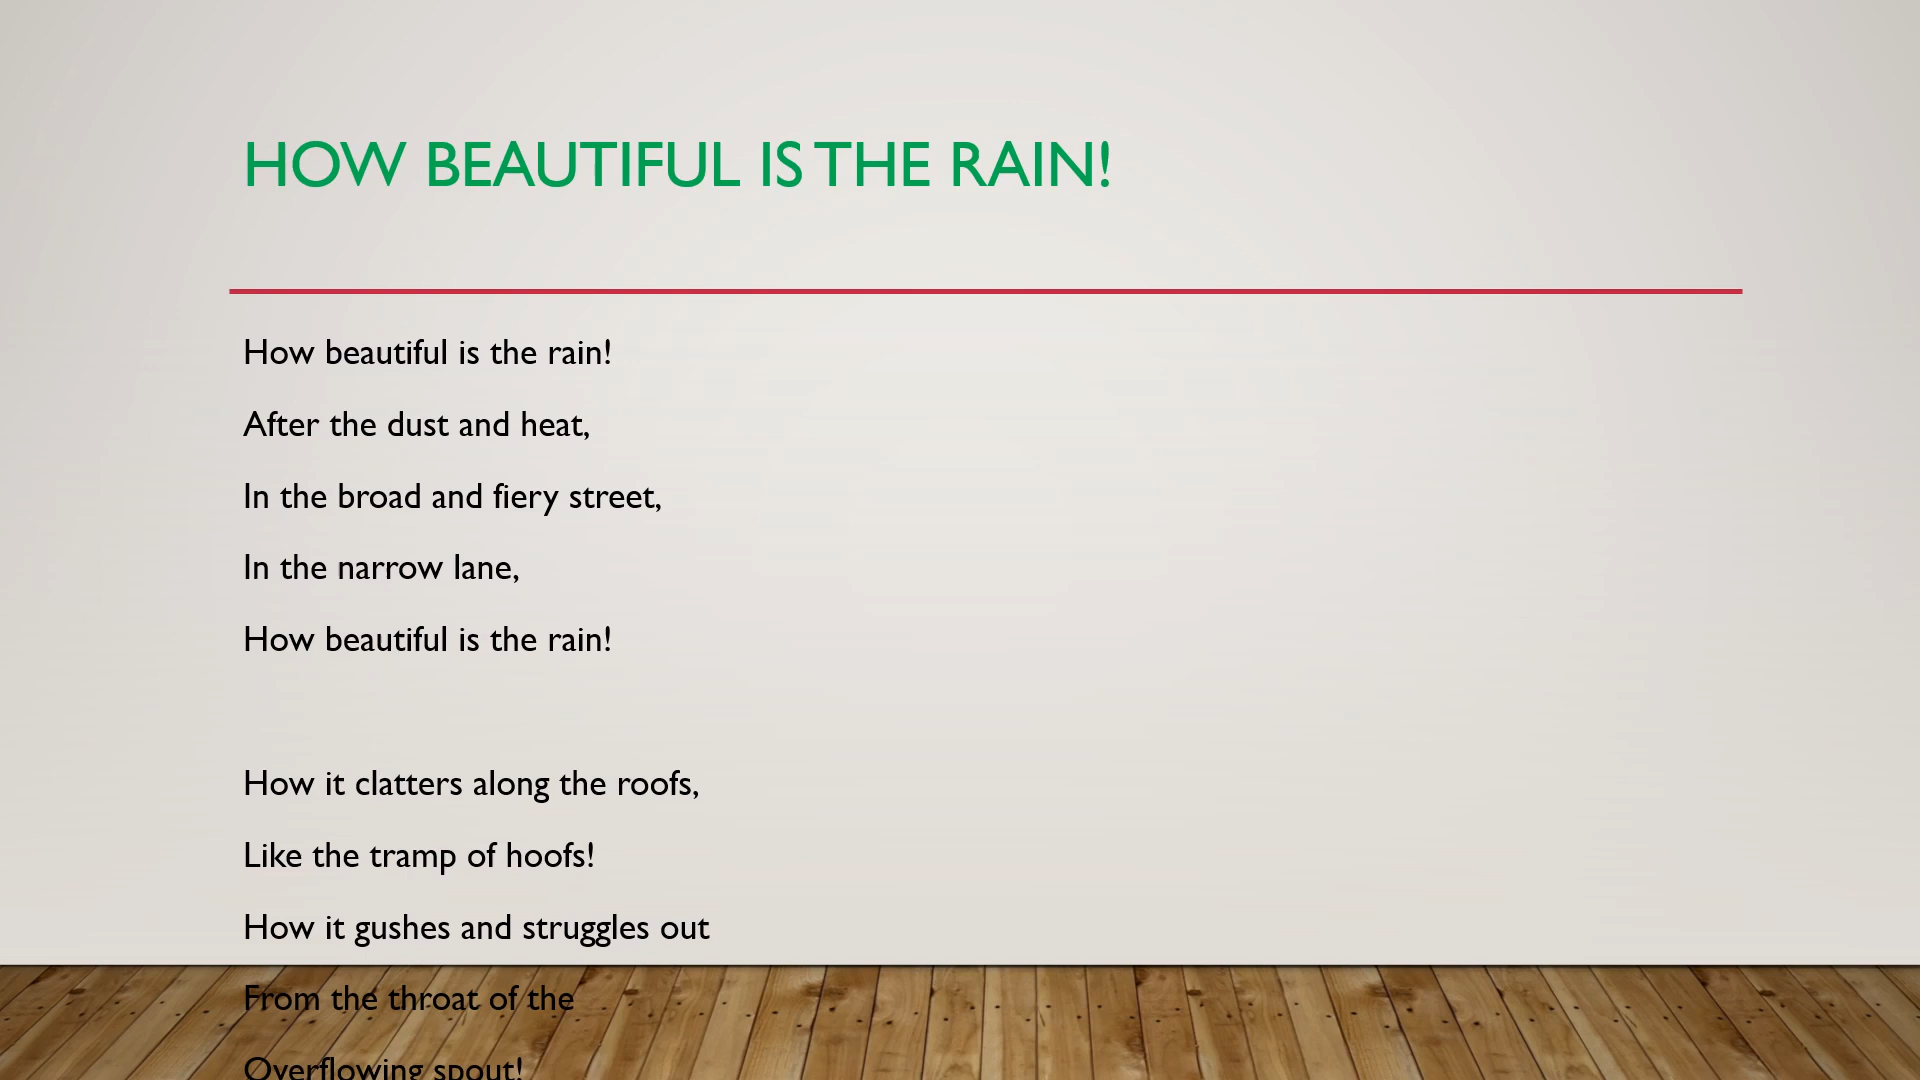 HOW BEAUTIFUL IS THE RAIN!
How beautiful is the rain!
After the dust and heat,
In the broad and fiery street,
In the narrow lane,
How beautiful is the rain!
How it clatters along the roofs,
Like the tramp of hoofs!
How it gushes and struggles out
From the throat of the
Overflowing spout!